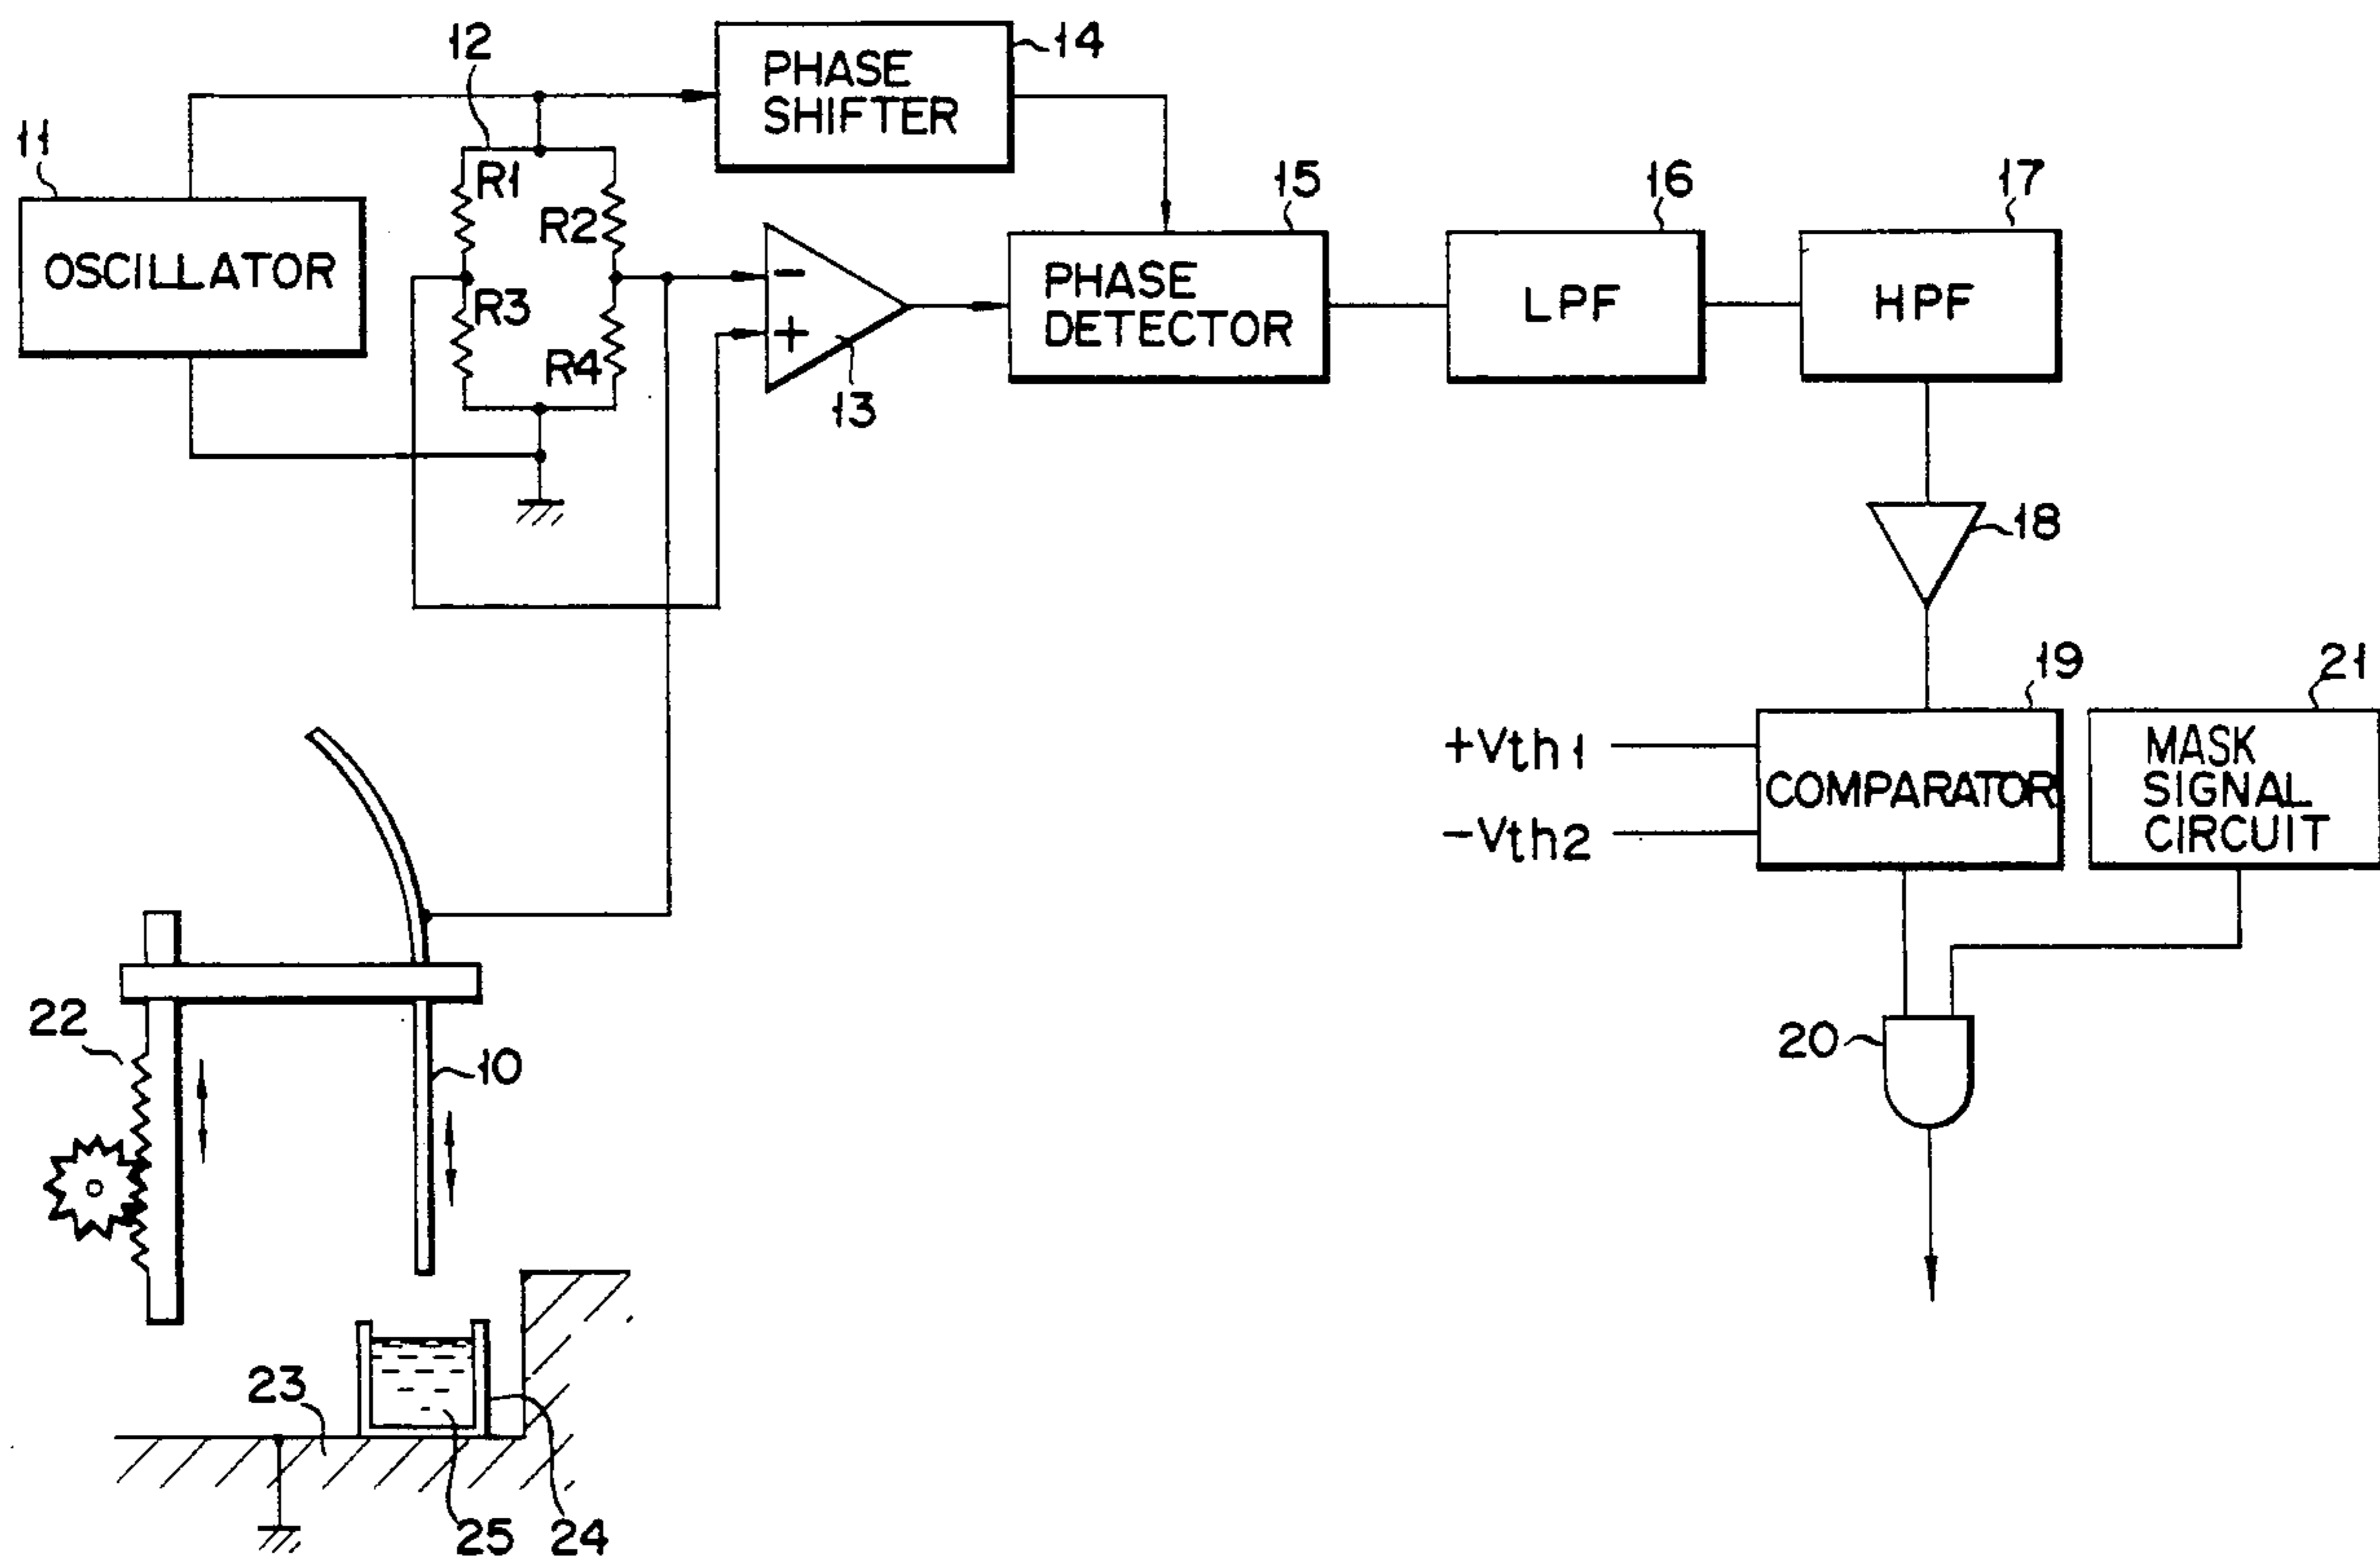 12
PHASE
SHIFTER
14
11
OSCILLATOR
R1
R2
R3
R4
-
+
13
15
PHASE
DETECTOR
16
LPF
17
HPF
18
19
21
+Vth1
-Vth2
COMPARATOR
MASK
SIGNAL
CIRCUIT
20
22
10
23
25
24